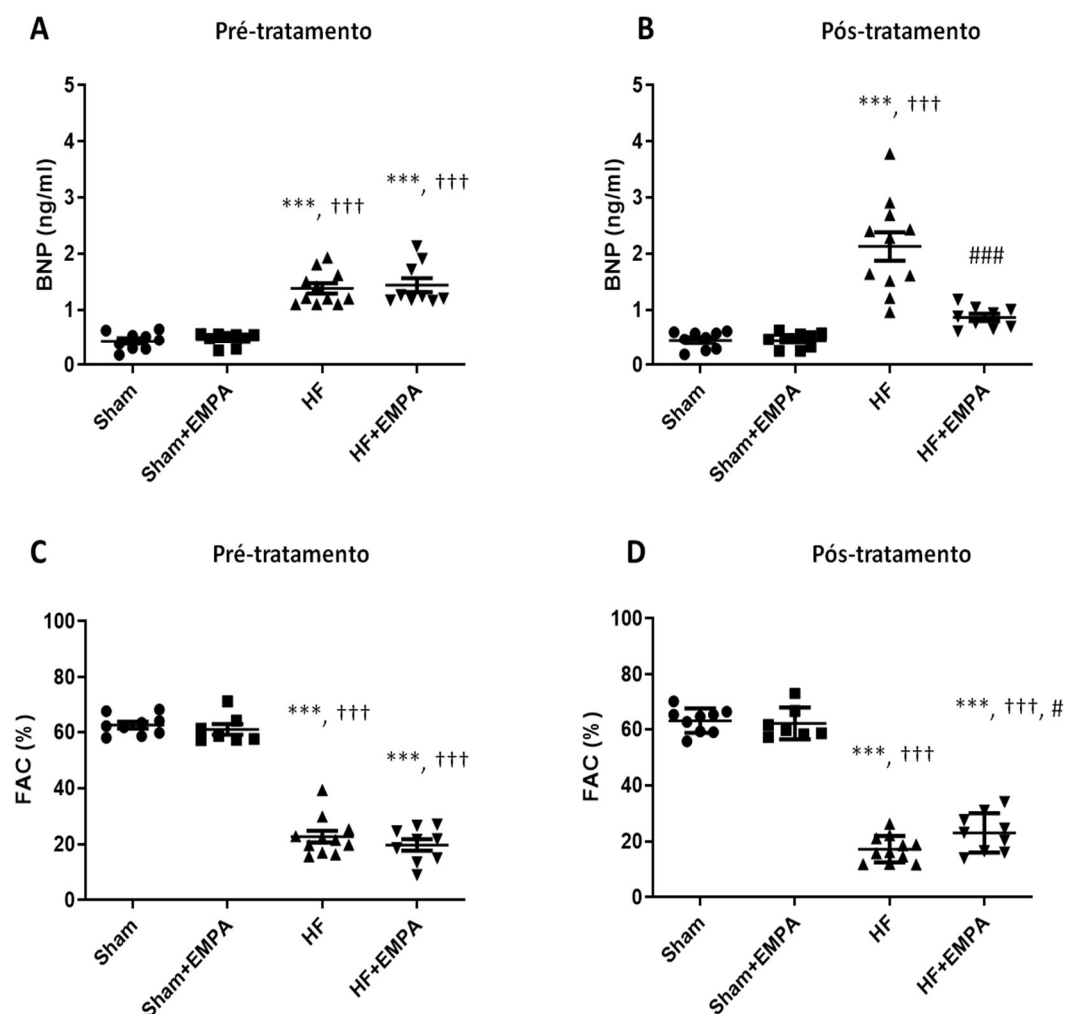 A
Pré-tratamento
BNP (ng/ml)
5
4
3
2
1
0
***, †††
***, †††
Sham
Sham+EMPA
HF
HF+EMPA
B
Pós-tratamento
BNP (ng/ml)
5
4
3
2
1
0
***, †††
###
Sham
Sham+EMPA
HF
HF+EMPA
C
Pré-tratamento
FAC (%)
100
80
60
40
20
0
***, †††
***, †††
Sham
Sham+EMPA
HF
HF+EMPA
D
Pós-tratamento
FAC (%)
100
80
60
40
20
0
***, †††
***, †††, #
Sham
Sham+EMPA
HF
HF+EMPA